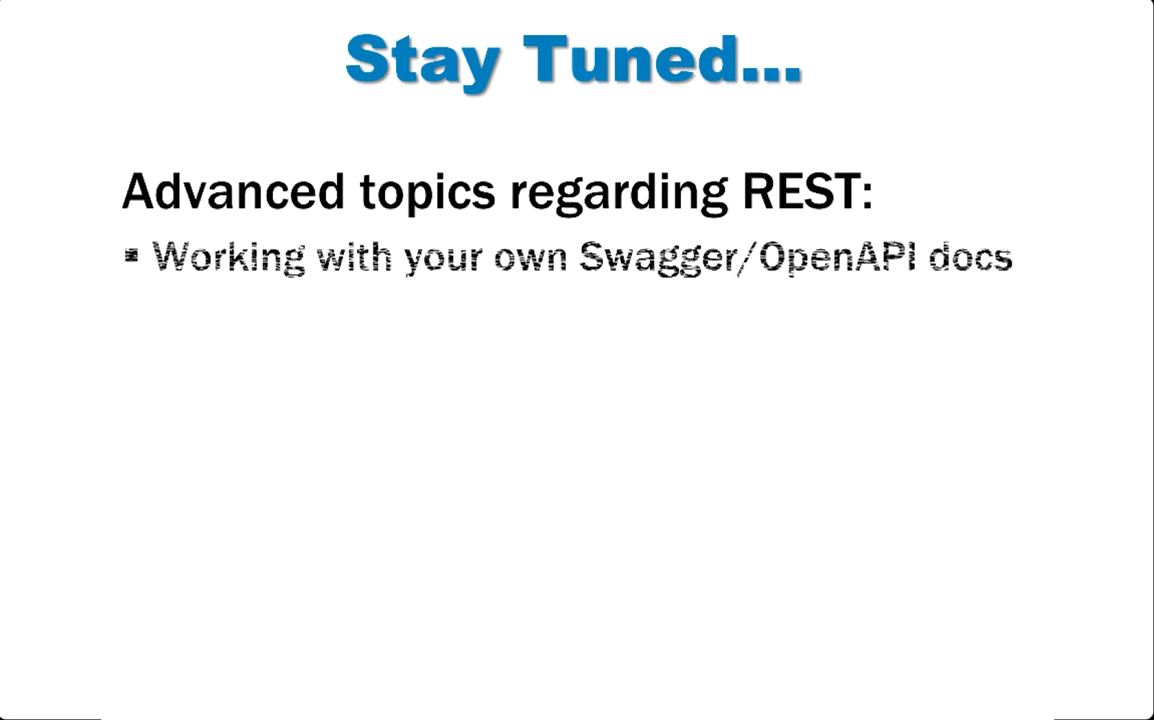 Stay Tuned...
Advanced topics regarding REST:
▪ Working with your own Swagger/OpenAPI docs